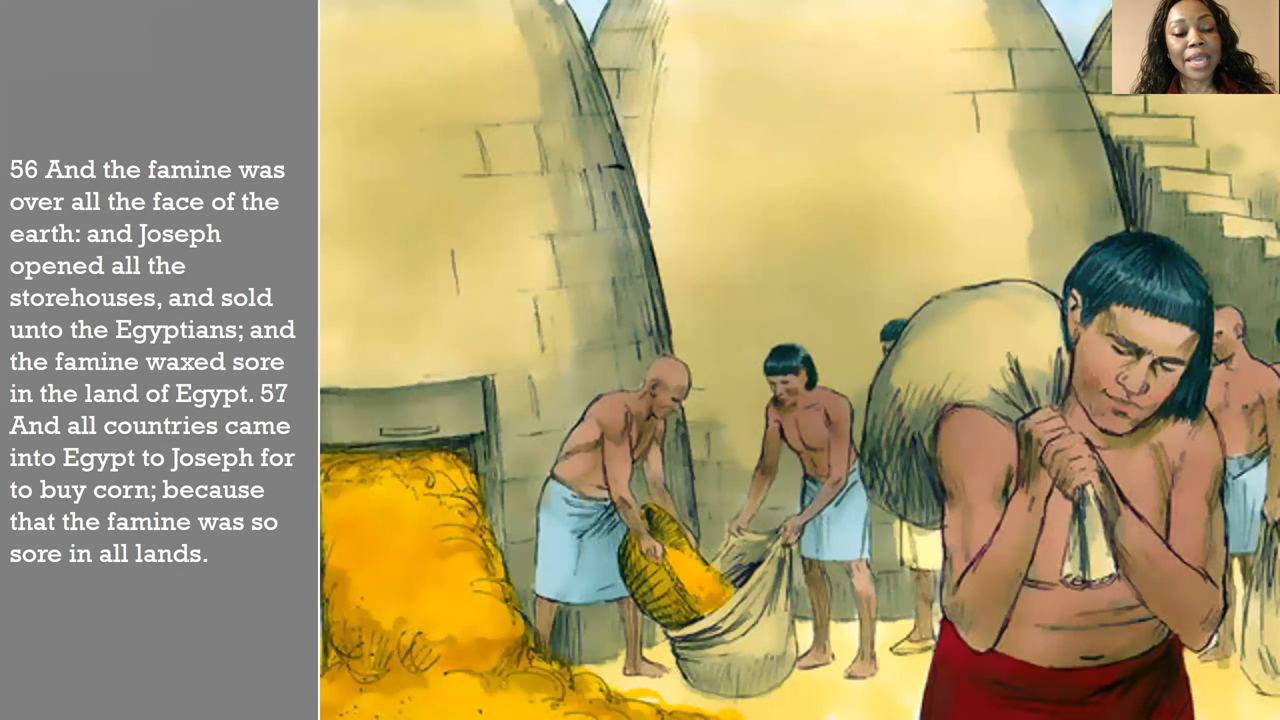 56 And the famine was
over all the face of the
earth: and Joseph
opened all the
storehouses, and sold
unto the Egyptians; and
the famine waxed sore
in the land of Egypt. 57
And all countries came
into Egypt to Joseph for
to buy corn; because
that the famine was so
sore in all lands.